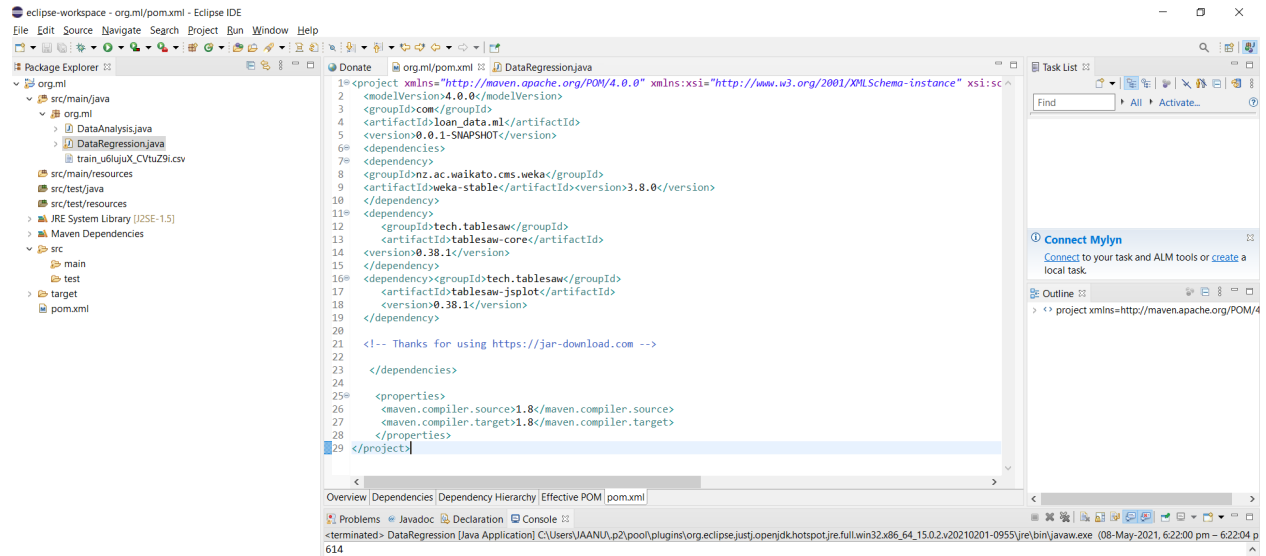 eclipse-workspace - org.ml/pom.xml - Eclipse IDE
File Edit Source Navigate Search Project Run Window Help
Package Explorer
org.ml
src/main/java
org.ml
DataAnalysis.java
DataRegression.java
train_u6lujuX_CVtuZ9i.csv
src/main/resources
src/test/java
src/test/resources
JRE System Library [J2SE-1.5]
Maven Dependencies
src
main
test
target
pom.xml
Donate org.ml/pom.xml DataRegression.java
1 <project xmlns="http://maven.apache.org/POM/4.0.0" xmlns:xsi="http://www.w3.org/2001/XMLSchema-instance" xsi:sc
2 <modelVersion>4.0.0</modelVersion>
3 <groupId>com</groupId>
4 <artifactId>loan_data.ml</artifactId>
5 <version>0.0.1-SNAPSHOT</version>
6 <dependencies>
7 <dependency>
8 <groupId>nz.ac.waikato.cms.weka</groupId>
9 <artifactId>weka-stable</artifactId><version>3.8.0</version>
10 </dependency>
11 <dependency>
12 <groupId>tech.tablesaw</groupId>
13 <artifactId>tablesaw-core</artifactId>
14 <version>0.38.1</version>
15 </dependency>
16 <dependency><groupId>tech.tablesaw</groupId>
17 <artifactId>tablesaw-jsplot</artifactId>
18 <version>0.38.1</version>
19 </dependency>
20
21 <!-- Thanks for using https://jar-download.com -->
22
23 </dependencies>
24
25 <properties>
26 <maven.compiler.source>1.8</maven.compiler.source>
27 <maven.compiler.target>1.8</maven.compiler.target>
28 </properties>
29 </project>
Overview Dependencies Dependency Hierarchy Effective POM pom.xml
Task List
Find All Activate...
Connect Mylyn
Connect to your task and ALM tools or create a
local task.
Outline
project xmlns=http://maven.apache.org/POM/4
Problems Javadoc Declaration Console
<terminated> DataRegression [Java Application] C:\Users\JAANU\.p2\pool\plugins\org.eclipse.justj.openjdk.hotspot.jre.full.win32.x86_64_15.0.2.v20210201-0955\jre\bin\javaw.exe (08-May-2021, 6:22:00 pm – 6:22:04 p
614